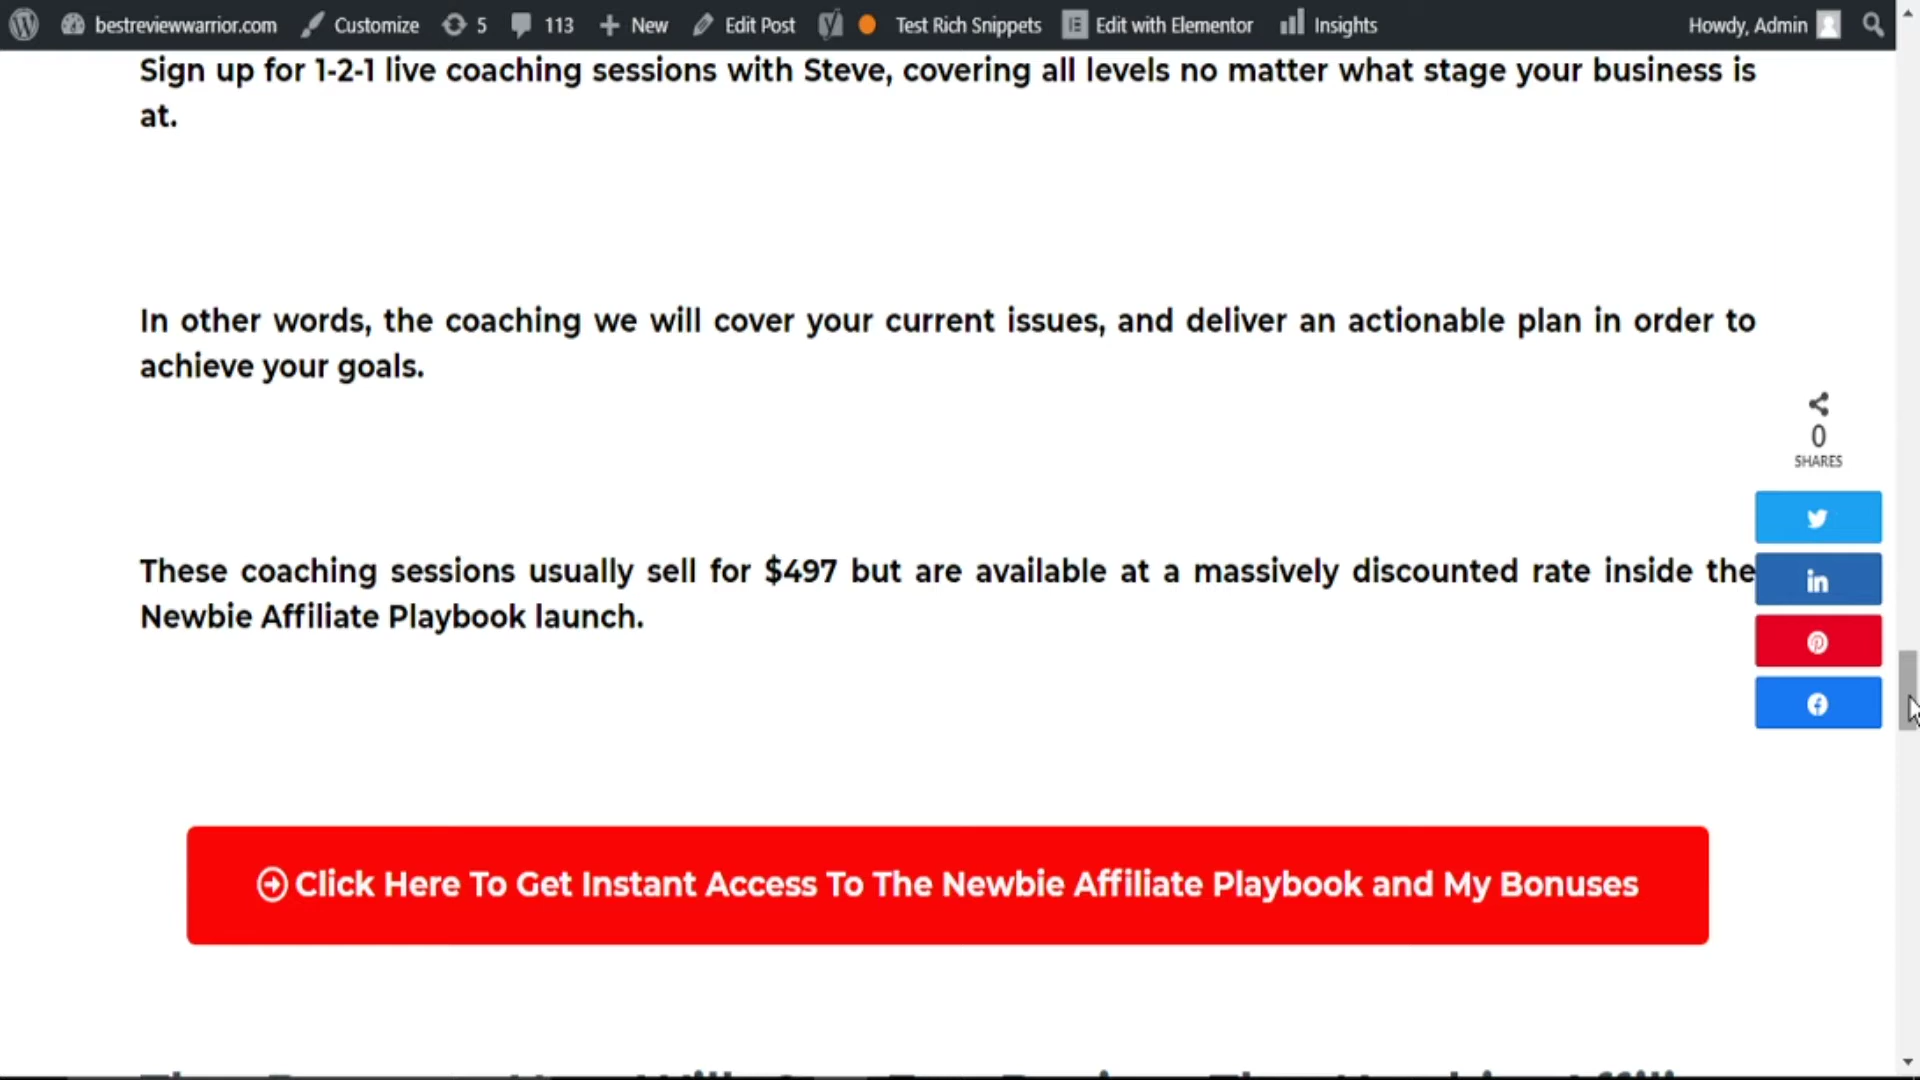 bestreviewwarrior.com Customize 5 113 New Edit Post Test Rich Snippets Edit with Elementor Insights Howdy, Admin
Sign up for 1-2-1 live coaching sessions with Steve, covering all levels no matter what stage your business is
at.
In other words, the coaching we will cover your current issues, and deliver an actionable plan in order to
achieve your goals.
0
SHARES
These coaching sessions usually sell for $497 but are available at a massively discounted rate inside the
Newbie Affiliate Playbook launch.
Click Here To Get Instant Access To The Newbie Affiliate Playbook and My Bonuses